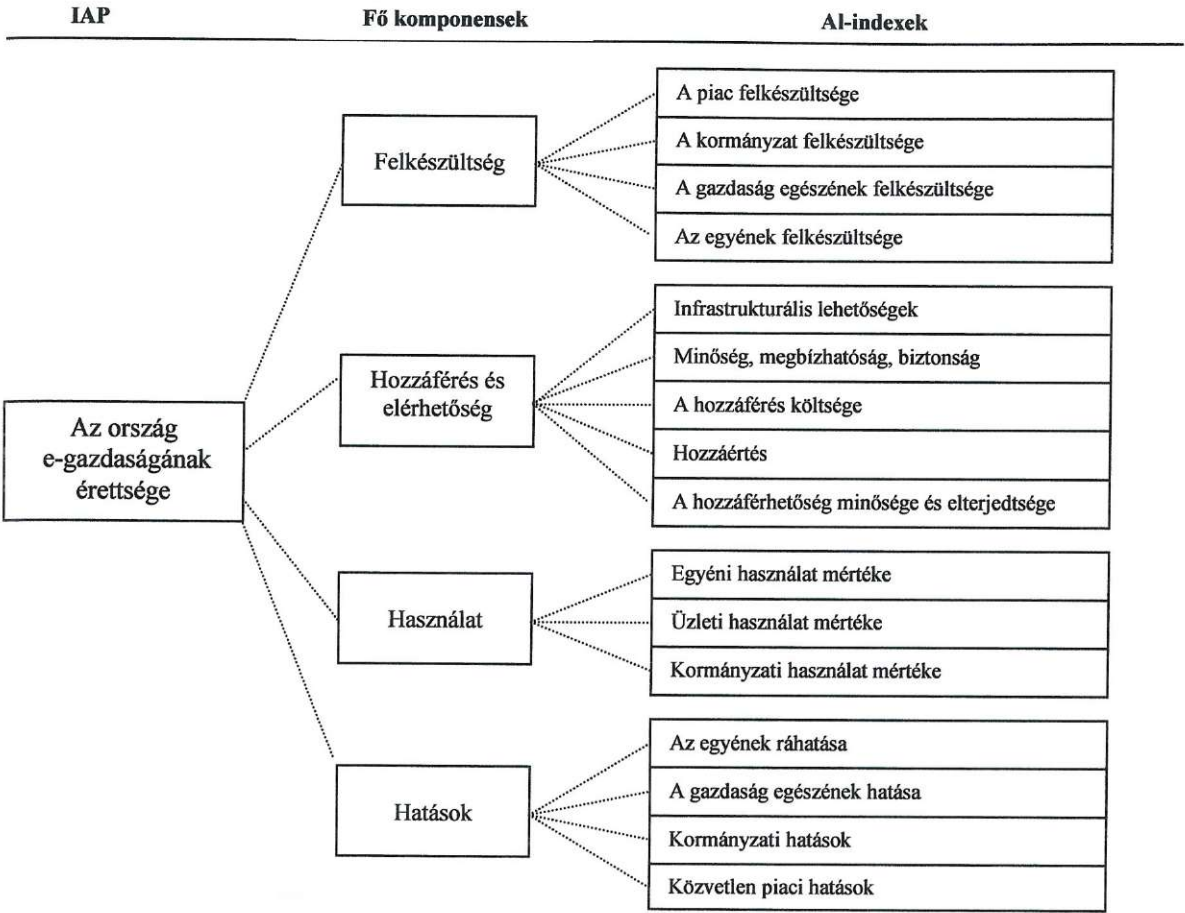 IAP
Fő komponensek
Al-indexek
Az ország
e-gazdaságának
érettsége
Felkészültség
A piac felkészültsége
A kormányzat felkészültsége
A gazdaság egészének felkészültsége
Az egyének felkészültsége
Hozzáférés és
elérhetőség
Infrastrukturális lehetőségek
Minőség, megbízhatóság, biztonság
A hozzáférés költsége
Hozzáértés
A hozzáférhetőség minősége és elterjedtsége
Használat
Egyéni használat mértéke
Üzleti használat mértéke
Kormányzati használat mértéke
Hatások
Az egyének ráhatása
A gazdaság egészének hatása
Kormányzati hatások
Közvetlen piaci hatások